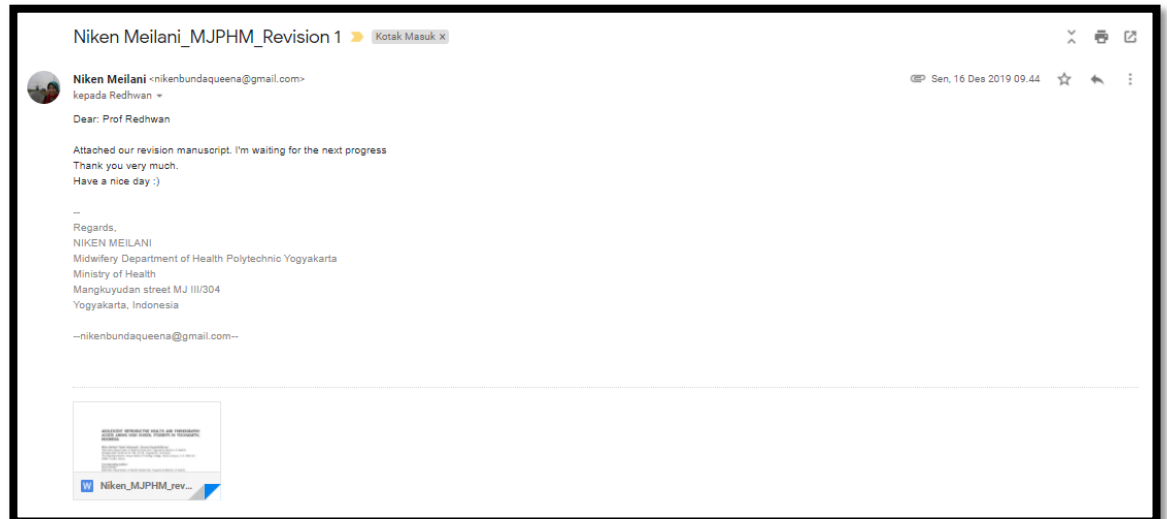 Niken Meilani_MJPHM_Revision 1 Kotak Masuk x
Niken Meilani <nikenbundaqueena@gmail.com> Sen, 16 Des 2019 09.44
kepada Redhwan
Dear: Prof Redhwan
Attached our revision manuscript. I'm waiting for the next progress
Thank you very much.
Have a nice day :)
--
Regards,
NIKEN MEILANI
Midwifery Department of Health Polytechnic Yogyakarta
Ministry of Health
Mangkuyudan street MJ III/304
Yogyakarta, Indonesia
--nikenbundaqueena@gmail.com--
W Niken_MJPHM_rev...